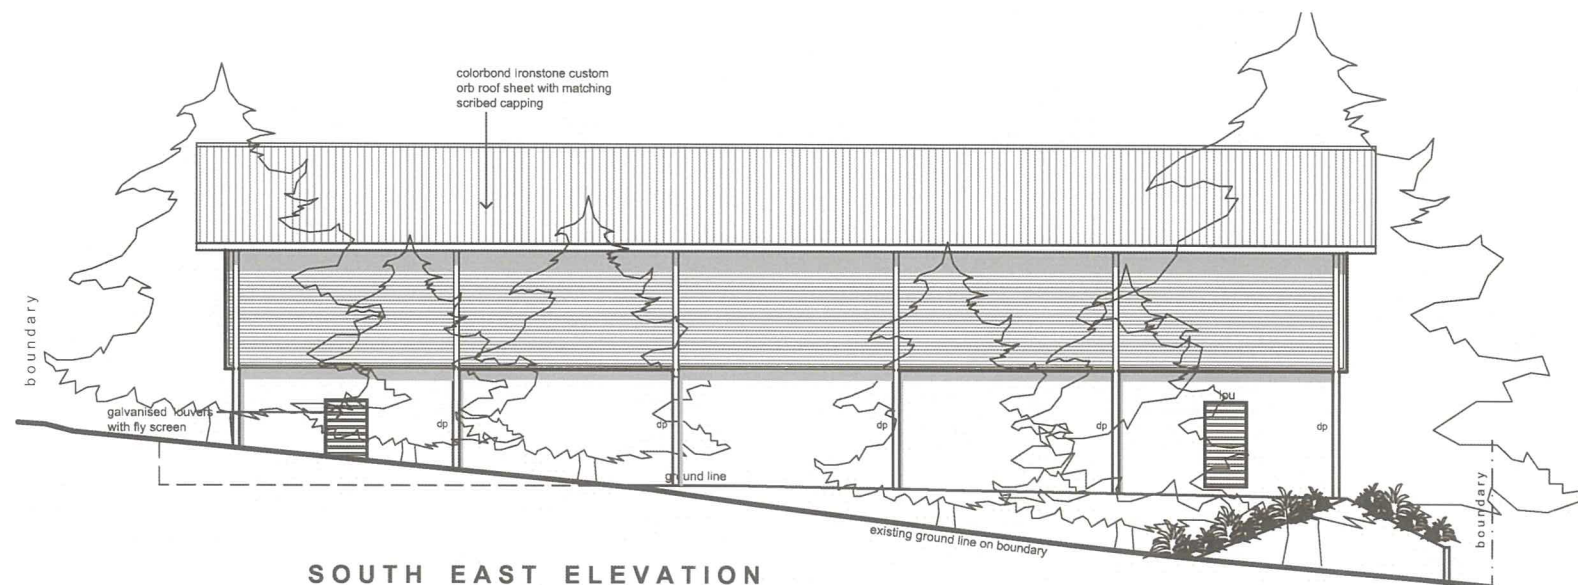 colorbond ironstone custom
orb roof sheet with matching
scribed capping
boundary
galvanised louvers
with fly screen
dp
dp
dp
dp
lou
dp
ground line
existing ground line on boundary
boundary
SOUTH EAST ELEVATION